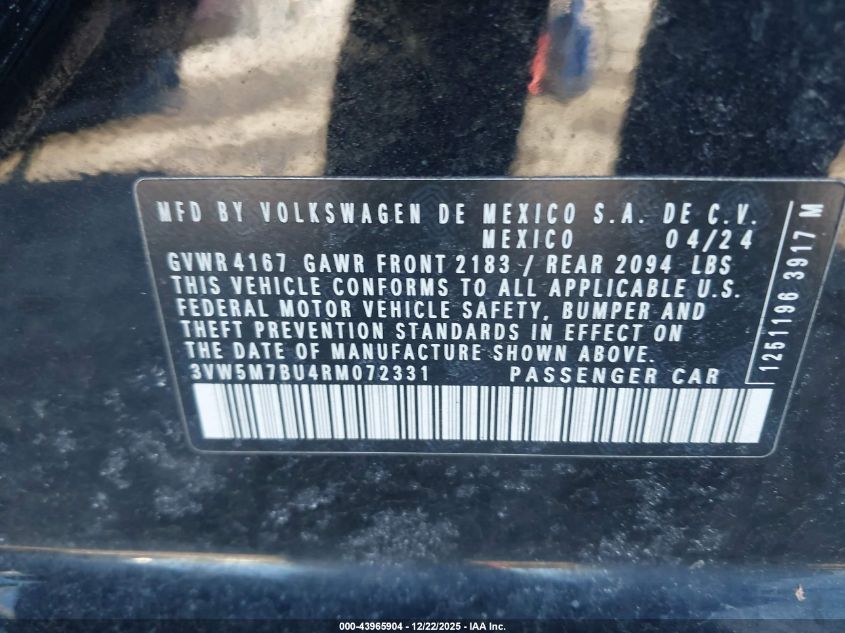 MFD BY VOLKSWAGEN DE MEXICO S.A. DE C.V.
MEXICO 04/24
GVWR 4167 GAWR FRONT 2183 / REAR 2094 LBS
THIS VEHICLE CONFORMS TO ALL APPLICABLE U.S.
FEDERAL MOTOR VEHICLE SAFETY, BUMPER AND
THEFT PREVENTION STANDARDS IN EFFECT ON
THE DATE OF MANUFACTURE SHOWN ABOVE.
3VW5M7BU4RM072331 PASSENGER CAR
1251196 3917 M
000-43965904 - 12/22/2025 - IAA Inc.